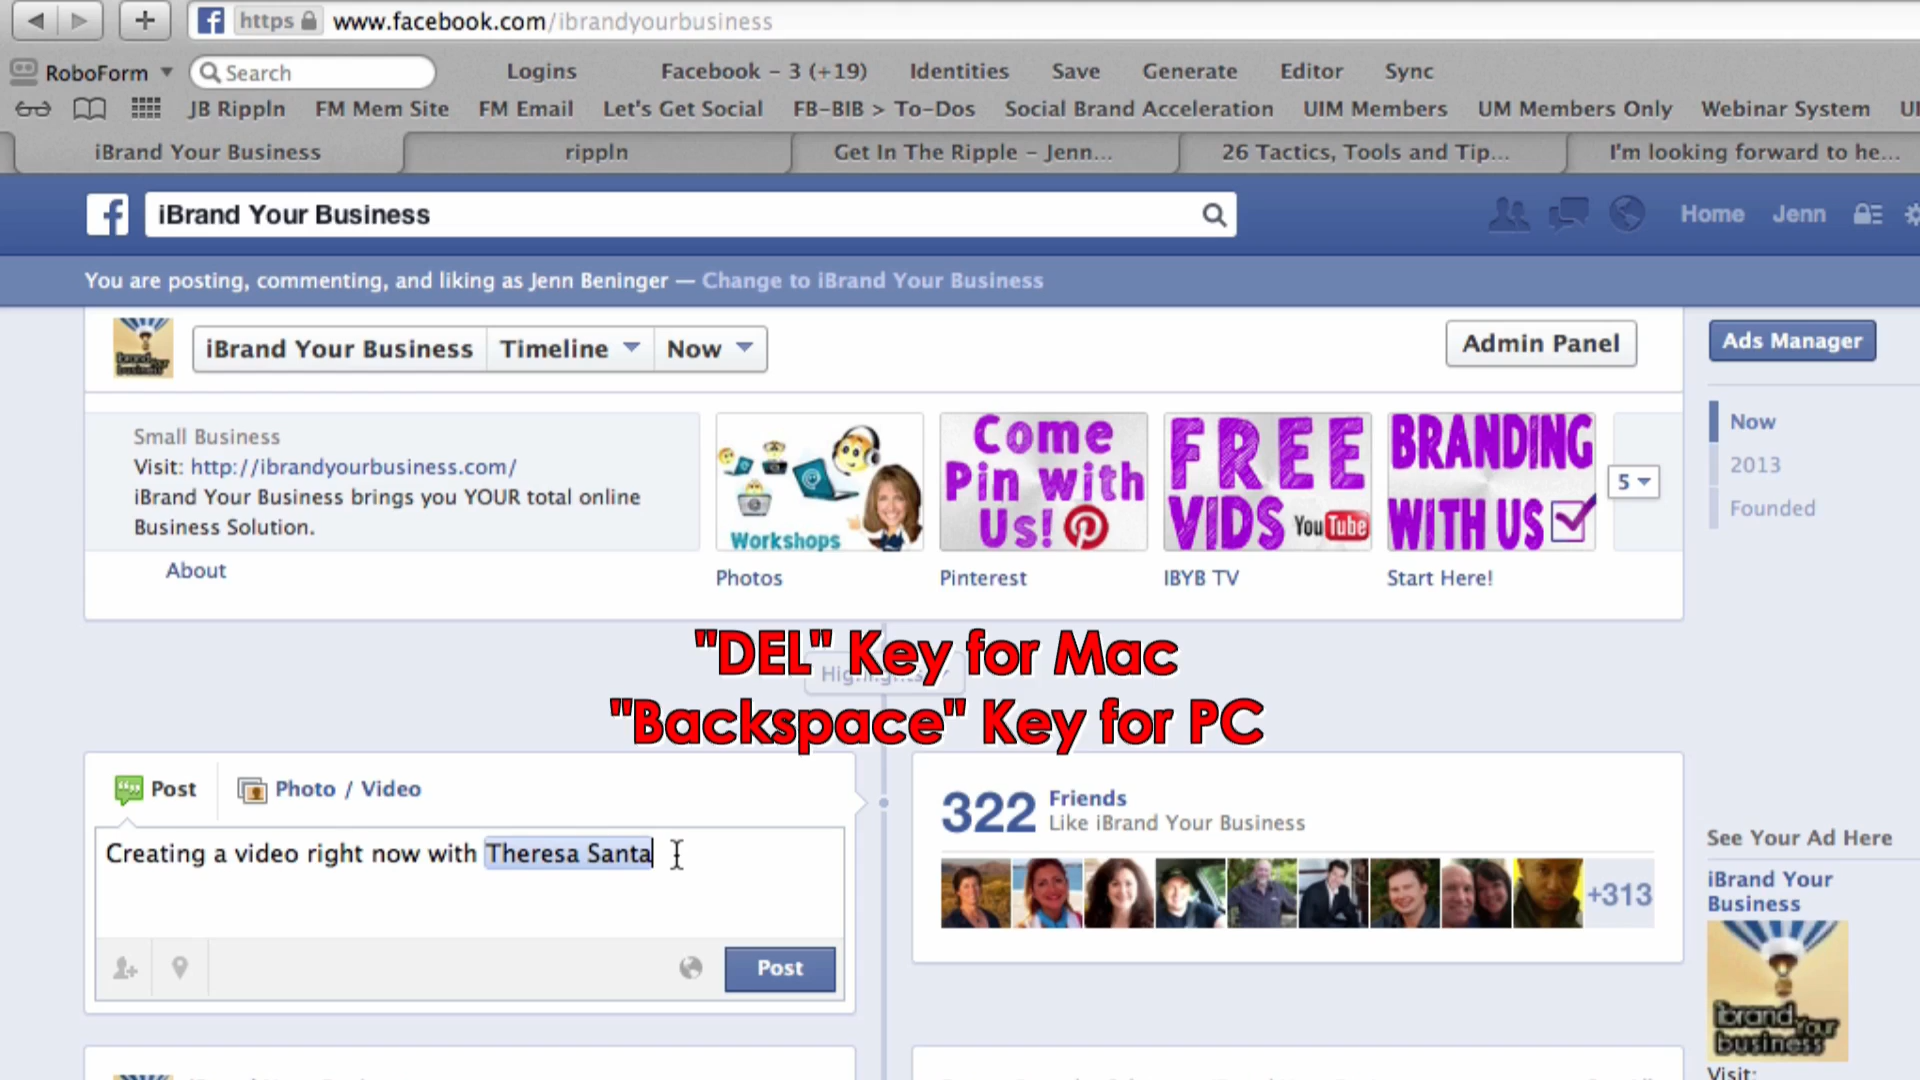 https www.facebook.com/ibrandyourbusiness
RoboForm Search Logins Facebook – 3 (+19) Identities Save Generate Editor Sync
JB Rippln FM Mem Site FM Email Let's Get Social FB-BIB > To-Dos Social Brand Acceleration UIM Members UM Members Only Webinar System
iBrand Your Business rippln Get In The Ripple – Jenn... 26 Tactics, Tools and Tip... I'm looking forward to he...
f iBrand Your Business Home Jenn
You are posting, commenting, and liking as Jenn Beninger — Change to iBrand Your Business
iBrand Your Business Timeline Now Admin Panel Ads Manager
Small Business
Visit: http://ibrandyourbusiness.com/
iBrand Your Business brings you YOUR total online
Business Solution.
About
Workshops
Photos
Come
Pin with
Us!
Pinterest
FREE
VIDS YouTube
IBYB TV
BRANDING
WITH US
Start Here!
5
Now
2013
Founded
"DEL" Key for Mac
"Backspace" Key for PC
Post Photo / Video
Creating a video right now with Theresa Santa
Post
322 Friends
Like iBrand Your Business
+313
See Your Ad Here
iBrand Your
Business
ibrand
your
business
Visit: